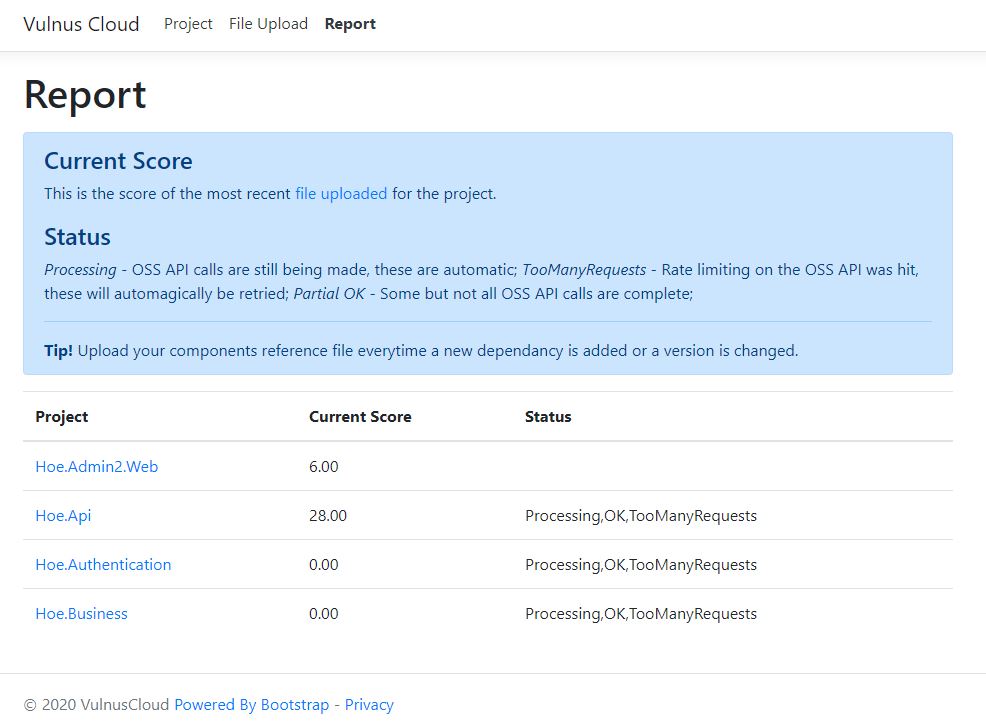 Vulnus Cloud Project File Upload Report
Report
Current Score
This is the score of the most recent file uploaded for the project.
Status
Processing - OSS API calls are still being made, these are automatic; TooManyRequests - Rate limiting on the OSS API was hit,
these will automagically be retried; Partial OK - Some but not all OSS API calls are complete;
Tip! Upload your components reference file everytime a new dependancy is added or a version is changed.
Project Current Score Status
Hoe.Admin2.Web 6.00
Hoe.Api 28.00 Processing,OK,TooManyRequests
Hoe.Authentication 0.00 Processing,OK,TooManyRequests
Hoe.Business 0.00 Processing,OK,TooManyRequests
© 2020 VulnusCloud Powered By Bootstrap - Privacy